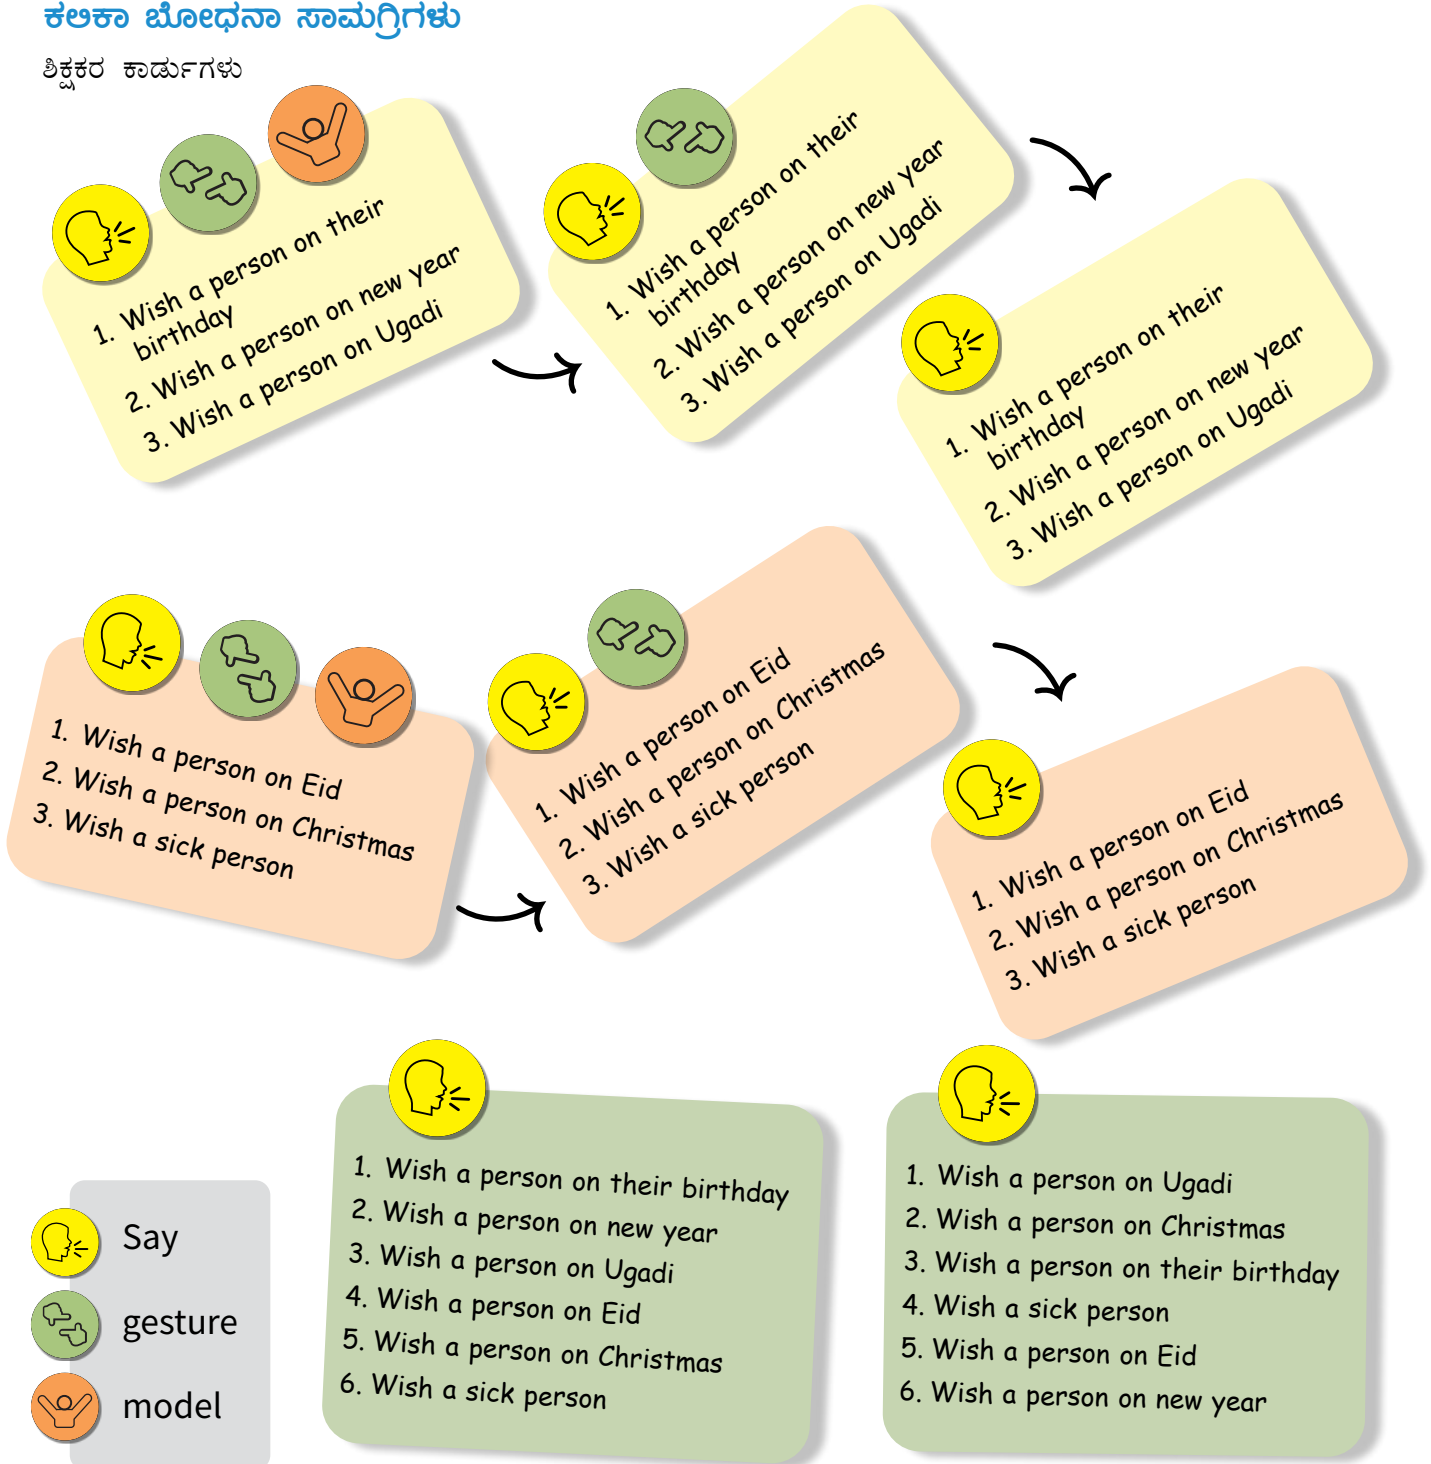 ಕಲಿಕಾ ಬೋಧನಾ ಸಾಮಗ್ರಿಗಳು
ಶಿಕ್ಷಕರ ಕಾರ್ಡುಗಳು
1. Wish a person on their
birthday
2. Wish a person on new year
3. Wish a person on Ugadi
1. Wish a person on their
birthday
2. Wish a person on new year
3. Wish a person on Ugadi
1. Wish a person on their
birthday
2. Wish a person on new year
3. Wish a person on Ugadi
1. Wish a person on Eid
2. Wish a person on Christmas
3. Wish a sick person
1. Wish a person on Eid
2. Wish a person on Christmas
3. Wish a sick person
1. Wish a person on Eid
2. Wish a person on Christmas
3. Wish a sick person
Say
gesture
model
1. Wish a person on their birthday
2. Wish a person on new year
3. Wish a person on Ugadi
4. Wish a person on Eid
5. Wish a person on Christmas
6. Wish a sick person
1. Wish a person on Ugadi
2. Wish a person on Christmas
3. Wish a person on their birthday
4. Wish a sick person
5. Wish a person on Eid
6. Wish a person on new year